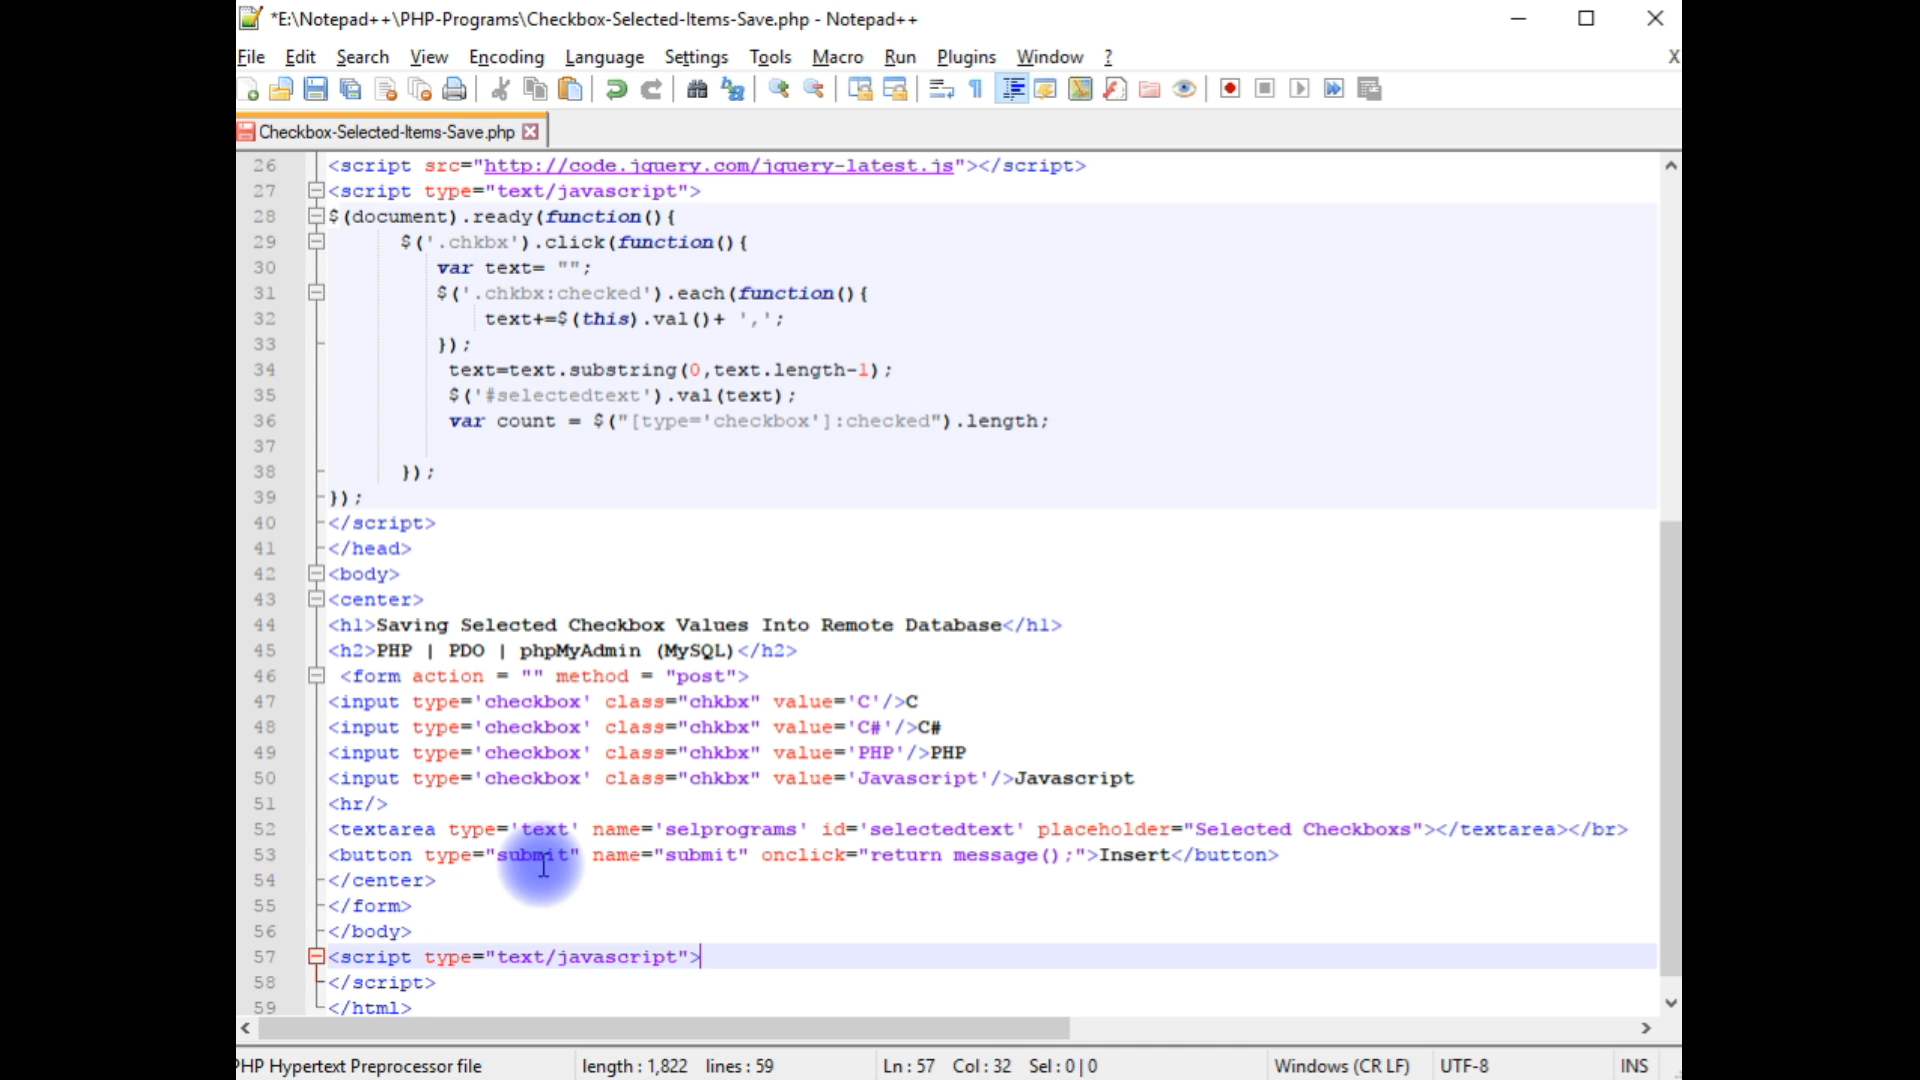 *E:\Notepad++\PHP-Programs\Checkbox-Selected-Items-Save.php - Notepad++
File Edit Search View Encoding Language Settings Tools Macro Run Plugins Window ? X
Checkbox-Selected-Items-Save.php
26 <script src="http://code.jquery.com/jquery-latest.js"></script>
27 <script type="text/javascript">
28 $(document).ready(function(){
29 $('.chkbx').click(function(){
30 var text= "";
31 $('.chkbx:checked').each(function(){
32 text+=$(this).val()+ ',';
33 });
34 text=text.substring(0,text.length-1);
35 $('#selectedtext').val(text);
36 var count = $("[type='checkbox']:checked").length;
37
38 });
39 });
40 </script>
41 </head>
42 <body>
43 <center>
44 <h1>Saving Selected Checkbox Values Into Remote Database</h1>
45 <h2>PHP | PDO | phpMyAdmin (MySQL)</h2>
46 <form action = "" method = "post">
47 <input type='checkbox' class="chkbx" value='C'/>C
48 <input type='checkbox' class="chkbx" value='C#'/>C#
49 <input type='checkbox' class="chkbx" value='PHP'/>PHP
50 <input type='checkbox' class="chkbx" value='Javascript'/>Javascript
51 <hr/>
52 <textarea type='text' name='selprograms' id='selectedtext' placeholder="Selected Checkboxs"></textarea></br>
53 <button type="submit" name="submit" onclick="return message();">Insert</button>
54 </center>
55 </form>
56 </body>
57 <script type="text/javascript">
58 </script>
59 </html>
PHP Hypertext Preprocessor file length : 1,822 lines : 59 Ln : 57 Col : 32 Sel : 0 | 0 Windows (CR LF) UTF-8 INS